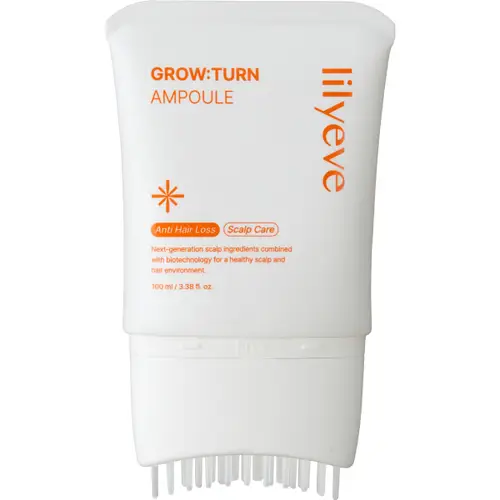 GROW:TURN
AMPOULE
lilyeve
Anti Hair Loss
Scalp Care
Next-generation scalp ingredients combined
with biotechnology for a healthy scalp and
hair environment.
100 ml / 3.38 fl. oz.